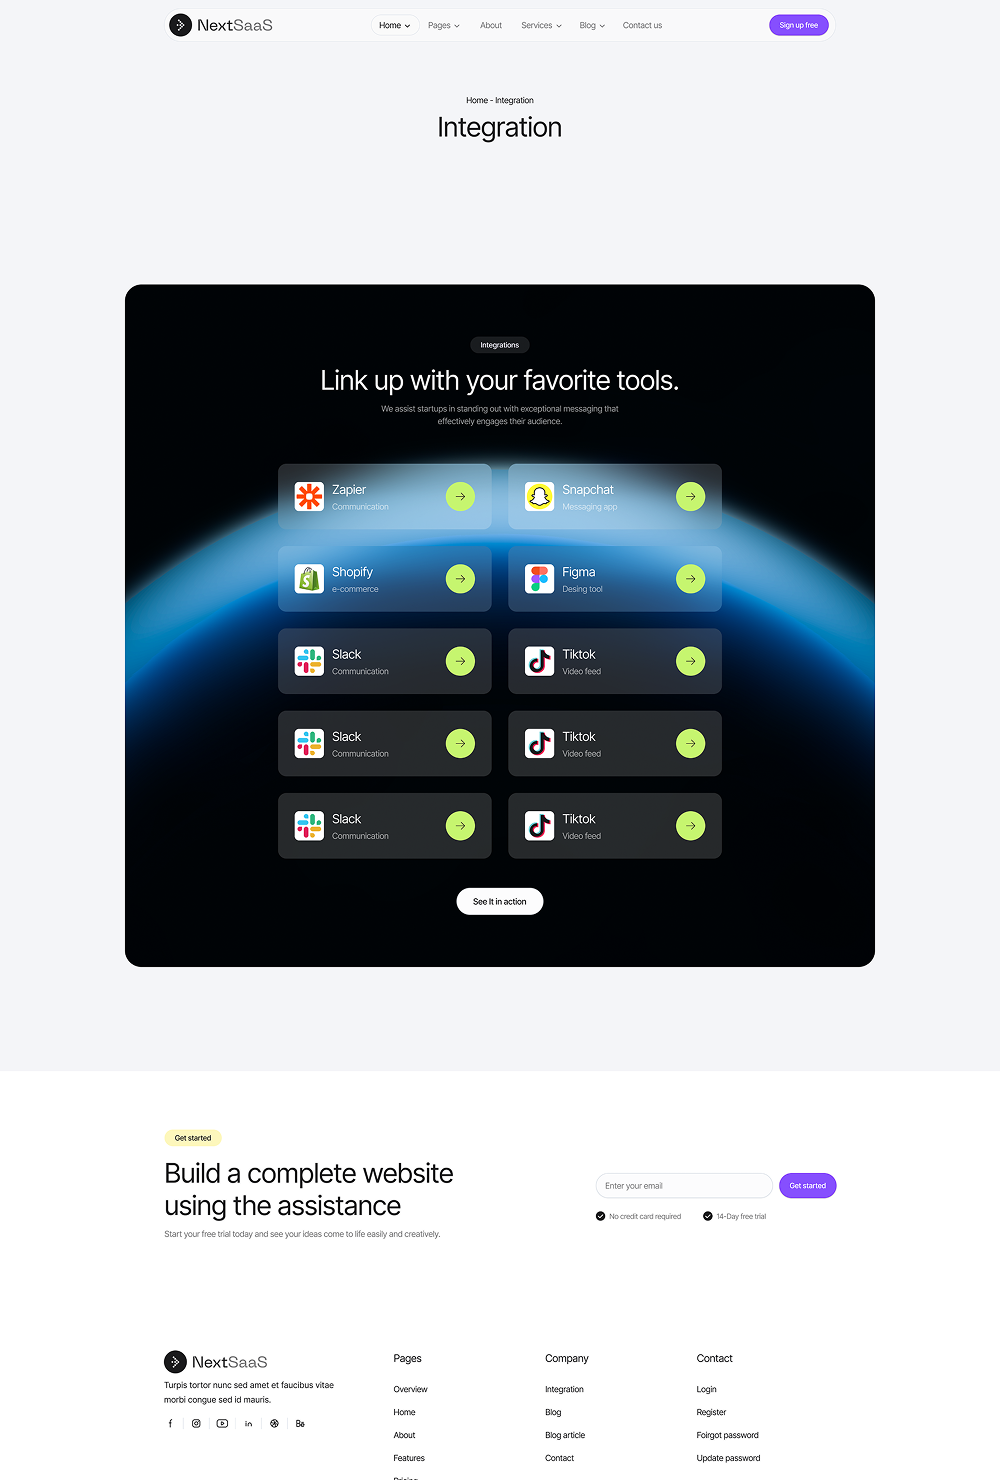 NextSaaS
Home
Pages
About
Services
Blog
Contact us
Sign up free
Home - Integration
Integration
Integrations
Link up with your favorite tools.
We assist startups in standing out with exceptional messaging that
effectively engages their audience.
Zapier
Communication
Snapchat
Messaging app
Shopify
e-commerce
Figma
Desing tool
Slack
Communication
Tiktok
Video feed
Slack
Communication
Tiktok
Video feed
Slack
Communication
Tiktok
Video feed
See It in action
Get started
Build a complete website
using the assistance
Start your free trial today and see your ideas come to life easily and creatively.
Enter your email
Get started
No credit card required
14-Day free trial
NextSaaS
Turpis tortor nunc sed amet et faucibus vitae
morbi congue sed id mauris.
Pages
Overview
Home
About
Features
Company
Integration
Blog
Blog article
Contact
Contact
Login
Register
Foirgot password
Update password